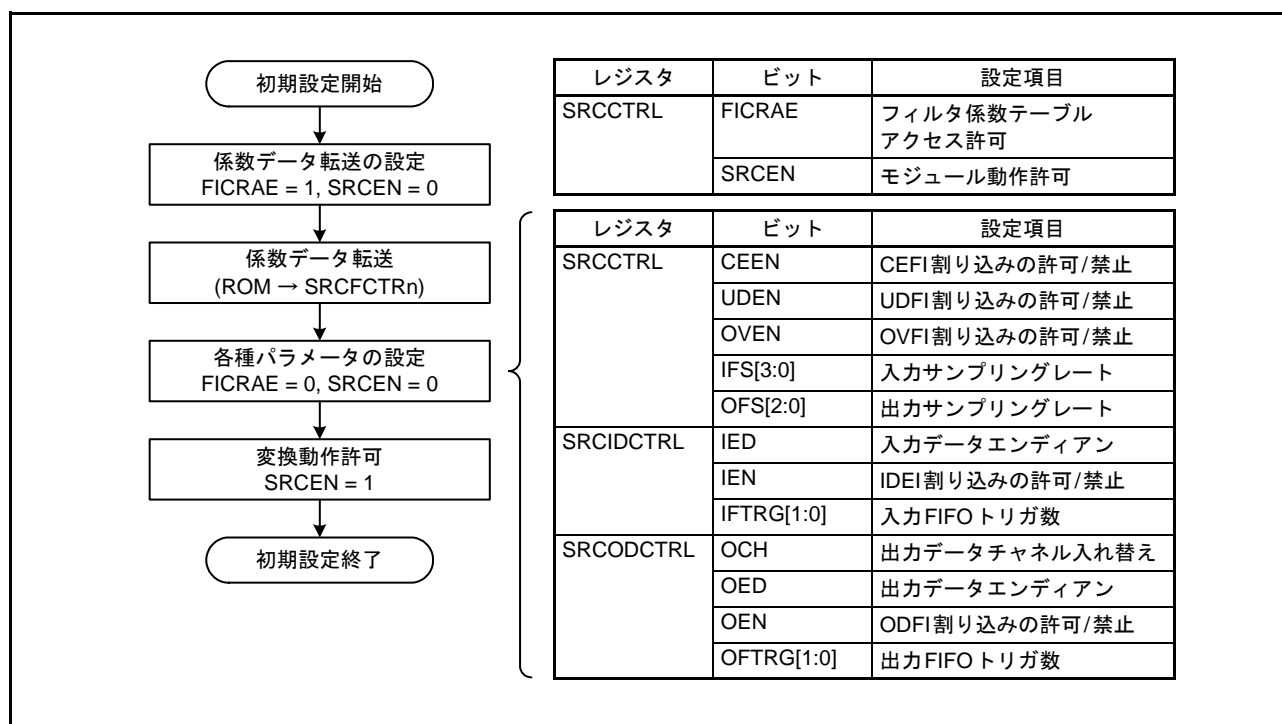 初期設定開始
係数データ転送の設定
FICRAE = 1, SRCEN = 0
係数データ転送
(ROM → SRCFCTRn)
各種パラメータの設定
FICRAE = 0, SRCEN = 0
変換動作許可
SRCEN = 1
初期設定終了
レジスタ ビット 設定項目
SRCCTRL FICRAE フィルタ係数テーブル
アクセス許可
SRCEN モジュール動作許可
レジスタ ビット 設定項目
SRCCTRL CEEN CEFI割り込みの許可/禁止
UDEN UDFI割り込みの許可/禁止
OVEN OVFI割り込みの許可/禁止
IFS[3:0] 入力サンプリングレート
OFS[2:0] 出力サンプリングレート
SRCIDCTRL IED 入力データエンディアン
IEN IDEI割り込みの許可/禁止
IFTRG[1:0] 入力FIFOトリガ数
SRCODCTRL OCH 出力データチャネル入れ替え
OED 出力データエンディアン
OEN ODFI割り込みの許可/禁止
OFTRG[1:0] 出力FIFOトリガ数